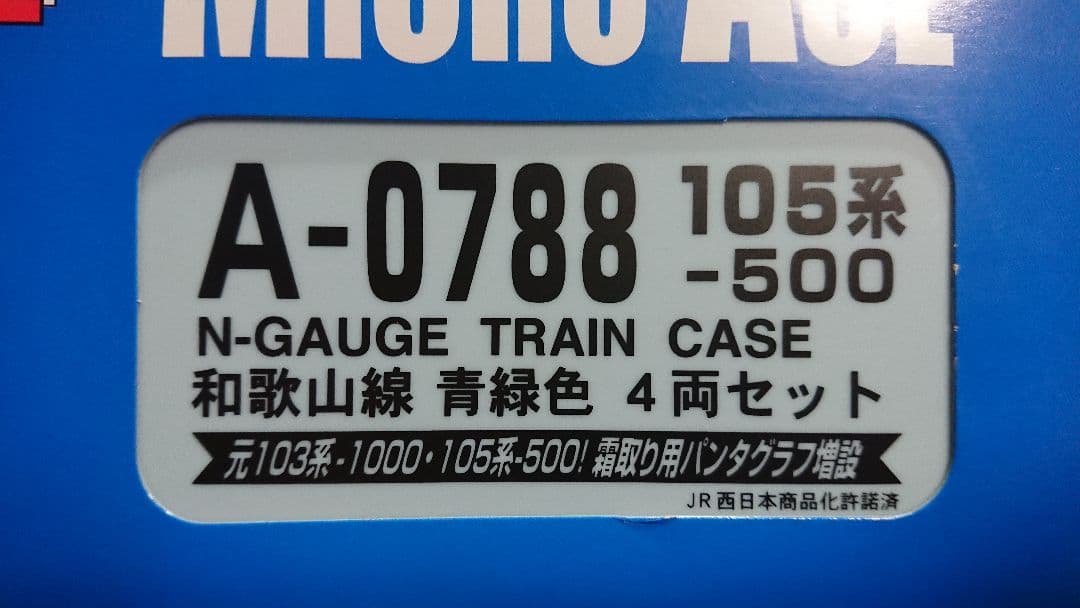 MICRO ACE
A-0788 105系
-500
N-GAUGE TRAIN CASE
和歌山線 青緑色 4両セット
元103系-1000・105系-500! 霜取り用パンタグラフ増設
JR西日本商品化許諾済